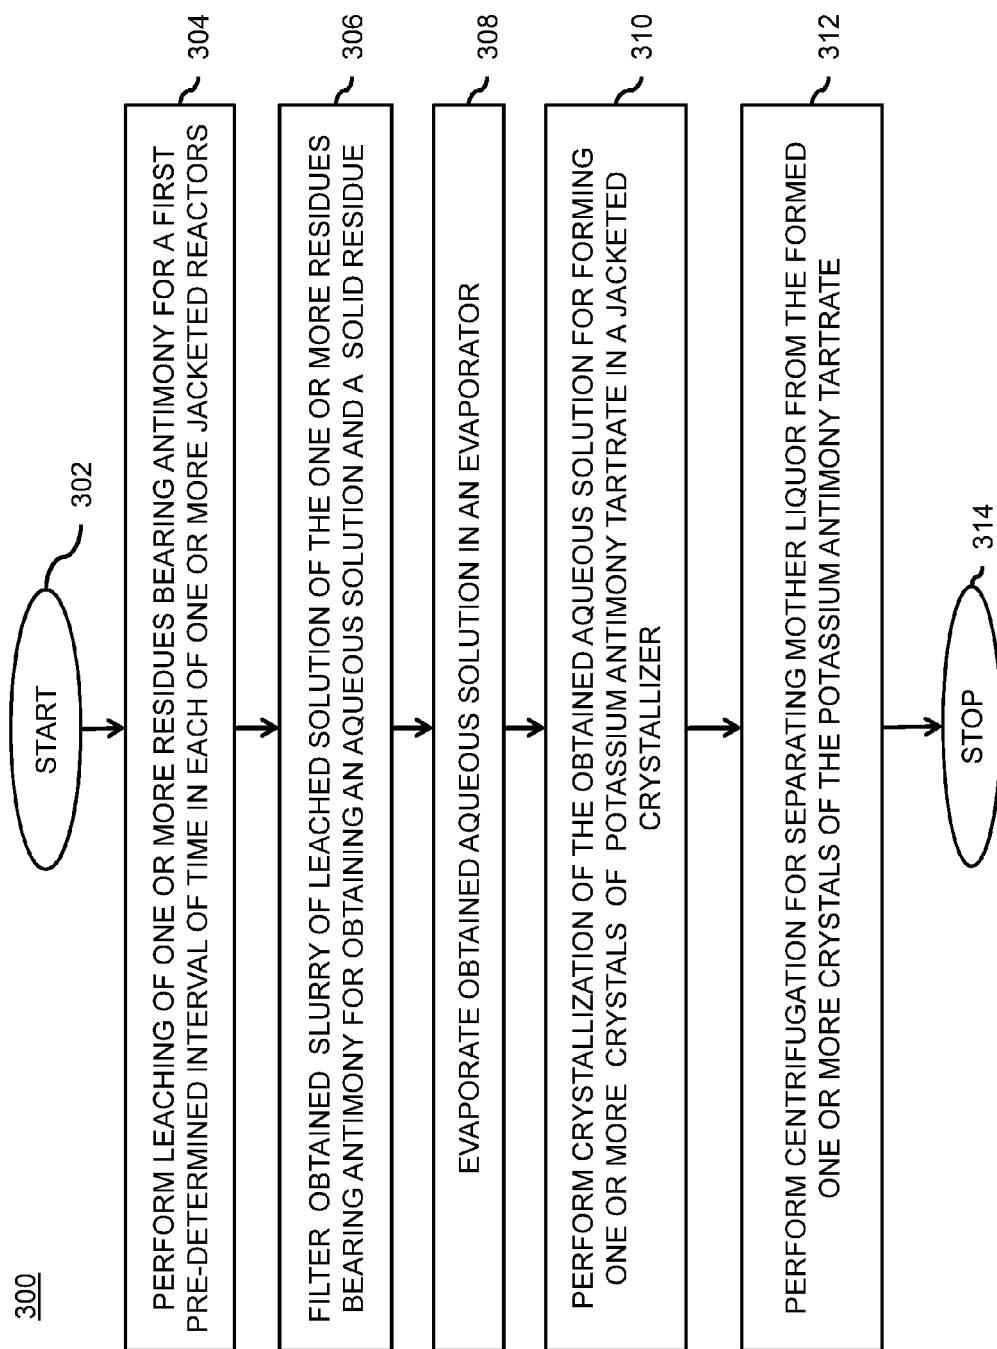 300
START
302
PERFORM LEACHING OF ONE OR MORE RESIDUES BEARING ANTIMONY FOR A FIRST
PRE-DETERMINED INTERVAL OF TIME IN EACH OF ONE OR MORE JACKETED REACTORS
304
FILTER OBTAINED SLURRY OF LEACHED SOLUTION OF THE ONE OR MORE RESIDUES
BEARING ANTIMONY FOR OBTAINING AN AQUEOUS SOLUTION AND A SOLID RESIDUE
306
EVAPORATE OBTAINED AQUEOUS SOLUTION IN AN EVAPORATOR
308
PERFORM CRYSTALLIZATION OF THE OBTAINED AQUEOUS SOLUTION FOR FORMING
ONE OR MORE CRYSTALS OF POTASSIUM ANTIMONY TARTRATE IN A JACKETED
CRYSTALLIZER
310
PERFORM CENTRIFUGATION FOR SEPARATING MOTHER LIQUOR FROM THE FORMED
ONE OR MORE CRYSTALS OF THE POTASSIUM ANTIMONY TARTRATE
312
STOP
314